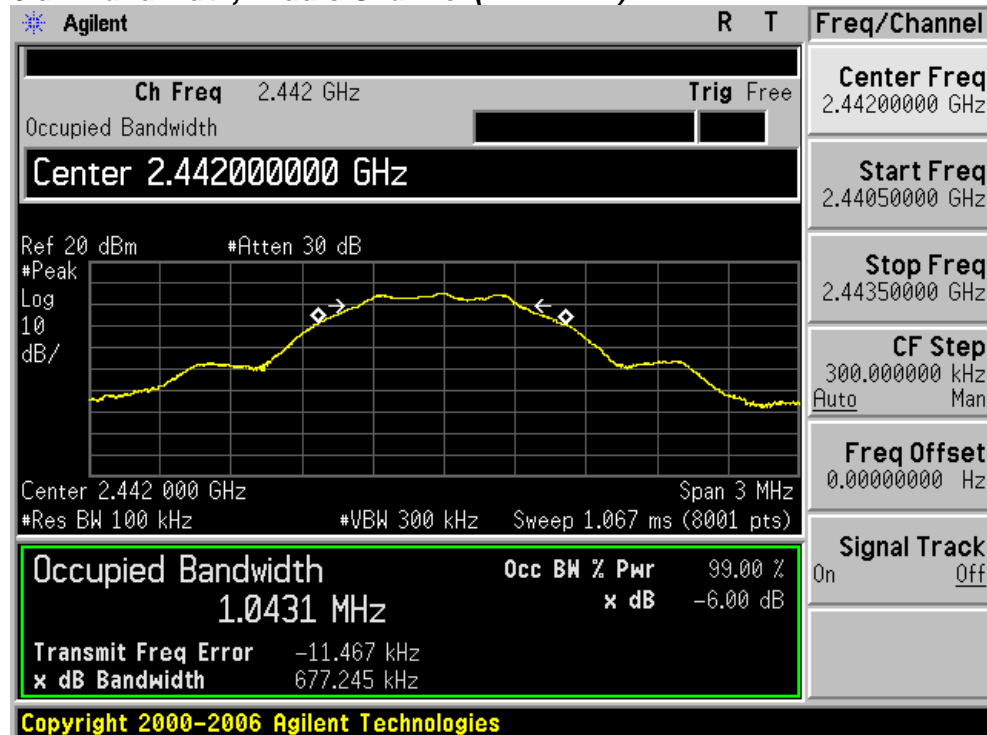 Agilent R T
Ch Freq 2.442 GHz Trig Free
Occupied Bandwidth
Center 2.442000000 GHz
Ref 20 dBm #Atten 30 dB
#Peak
Log
10
dB/
Center 2.442 000 GHz Span 3 MHz
#Res BW 100 kHz #VBW 300 kHz Sweep 1.067 ms (8001 pts)
Occupied Bandwidth Occ BW % Pwr 99.00 %
1.0431 MHz x dB -6.00 dB
Transmit Freq Error -11.467 kHz
x dB Bandwidth 677.245 kHz
Copyright 2000-2006 Agilent Technologies
Freq/Channel
Center Freq
2.44200000 GHz
Start Freq
2.44050000 GHz
Stop Freq
2.44350000 GHz
CF Step
300.000000 kHz
Auto Man
Freq Offset
0.00000000 Hz
Signal Track
On Off